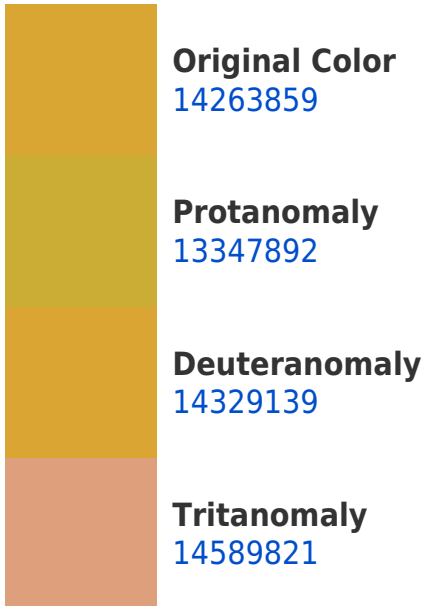 Original Color
14263859
Protanomaly
13347892
Deuteranomaly
14329139
Tritanomaly
14589821